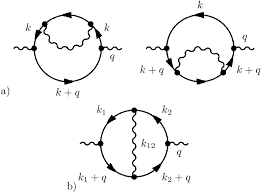 k k q k + q
a)
k q k + q k + q
b) k₁ k₂ k₁₂ q k₁ + q k₂ + q